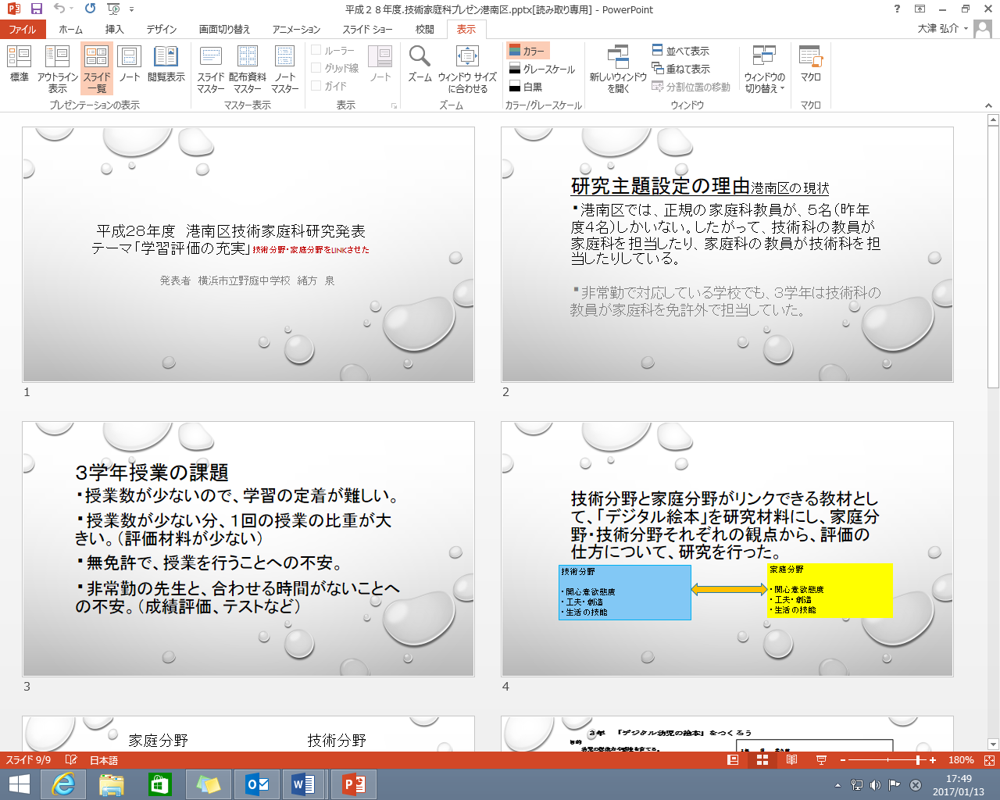 平成２８年度.技術家庭科プレゼン港南区.pptx[読み取り専用] - PowerPoint
ファイル ホーム 挿入 デザイン 画面切り替え アニメーション スライド ショー 校閲 表示 大津 弘介
標準 アウトライン表示 スライド一覧 ノート 閲覧表示
プレゼンテーションの表示
スライド マスター 配布資料マスター ノート マスター
マスター表示
ルーラー
グリッド線
ガイド
ノート
表示
ズーム ウィンドウ サイズに合わせる
ズーム
カラー
グレースケール
白黒
カラー/グレースケール
新しいウィンドウを開く
並べて表示
重ねて表示
分割位置の移動
ウィンドウの切り替え
ウィンドウ
マクロ
マクロ
平成28年度　港南区技術家庭科研究発表
テーマ「学習評価の充実」技術分野・家庭分野をLINKさせた
発表者　横浜市立野庭中学校　緒方　泉
1
研究主題設定の理由港南区の現状
・港南区では、正規の家庭科教員が、５名（昨年
度４名）しかいない。したがって、技術科の教員が
家庭科を担当したり、家庭科の教員が技術科を担
当したりしている。
・非常勤で対応している学校でも、３学年は技術科の
教員が家庭科を免許外で担当していた。
2
３学年授業の課題
・授業数が少ないので、学習の定着が難しい。
・授業数が少ない分、１回の授業の比重が大
きい。（評価材料が少ない）
・無免許で、授業を行うことへの不安。
・非常勤の先生と、合わせる時間がないことへ
の不安。（成績評価、テストなど）
3
技術分野と家庭分野がリンクできる教材とし
て、「デジタル絵本」を研究材料にし、家庭分
野・技術分野それぞれの観点から、評価の
仕方について、研究を行った。
技術分野
・関心意欲態度
・工夫・創造
・生活の技能
家庭分野
・関心意欲態度
・工夫・創造
・生活の技能
4
家庭分野 技術分野
３年　「デジタル幼児の絵本」をつくろう
目的
スライド 9/9 日本語 180%
17:49
2017/01/13